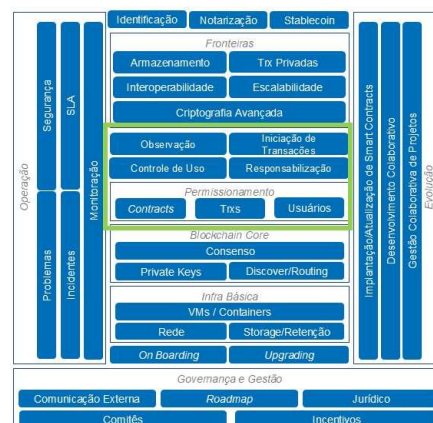 Identificação
Notarização
Stablecoin
Operação
Segurança
SLA
Monitoração
Problemas
Incidentes
Fronteiras
Armazenamento
Trx Privadas
Interoperabilidade
Escalabilidade
Criptografia Avançada
Observação
Iniciação de
Transações
Controle de Uso
Responsabilização
Permissionamento
Contracts
Trxs
Usuários
Blockchain Core
Consenso
Private Keys
Discover/Routing
Infra Básica
VMs / Containers
Rede
Storage/Retenção
On Boarding
Upgrading
Implantação/Atualização de Smart Contracts
Desenvolvimento Colaborativo
Gestão Colaborativa de Projetos
Evolução
Governança e Gestão
Comunicação Externa
Roadmap
Jurídico
Comitês
Incentivos